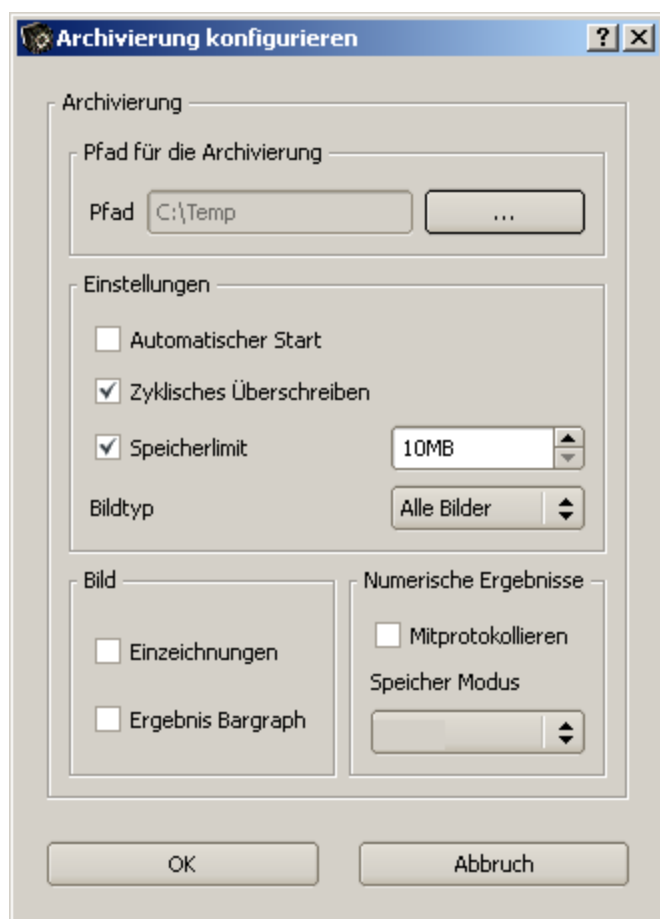 Archivierung konfigurieren
Archivierung
Pfad für die Archivierung
Pfad C:\Temp ...
Einstellungen
Automatischer Start
Zyklisches Überschreiben
Speicherlimit 10MB
Bildtyp Alle Bilder
Bild
Einzeichnungen
Ergebnis Bargraph
Numerische Ergebnisse
Mitprotokollieren
Speicher Modus
OK Abbruch